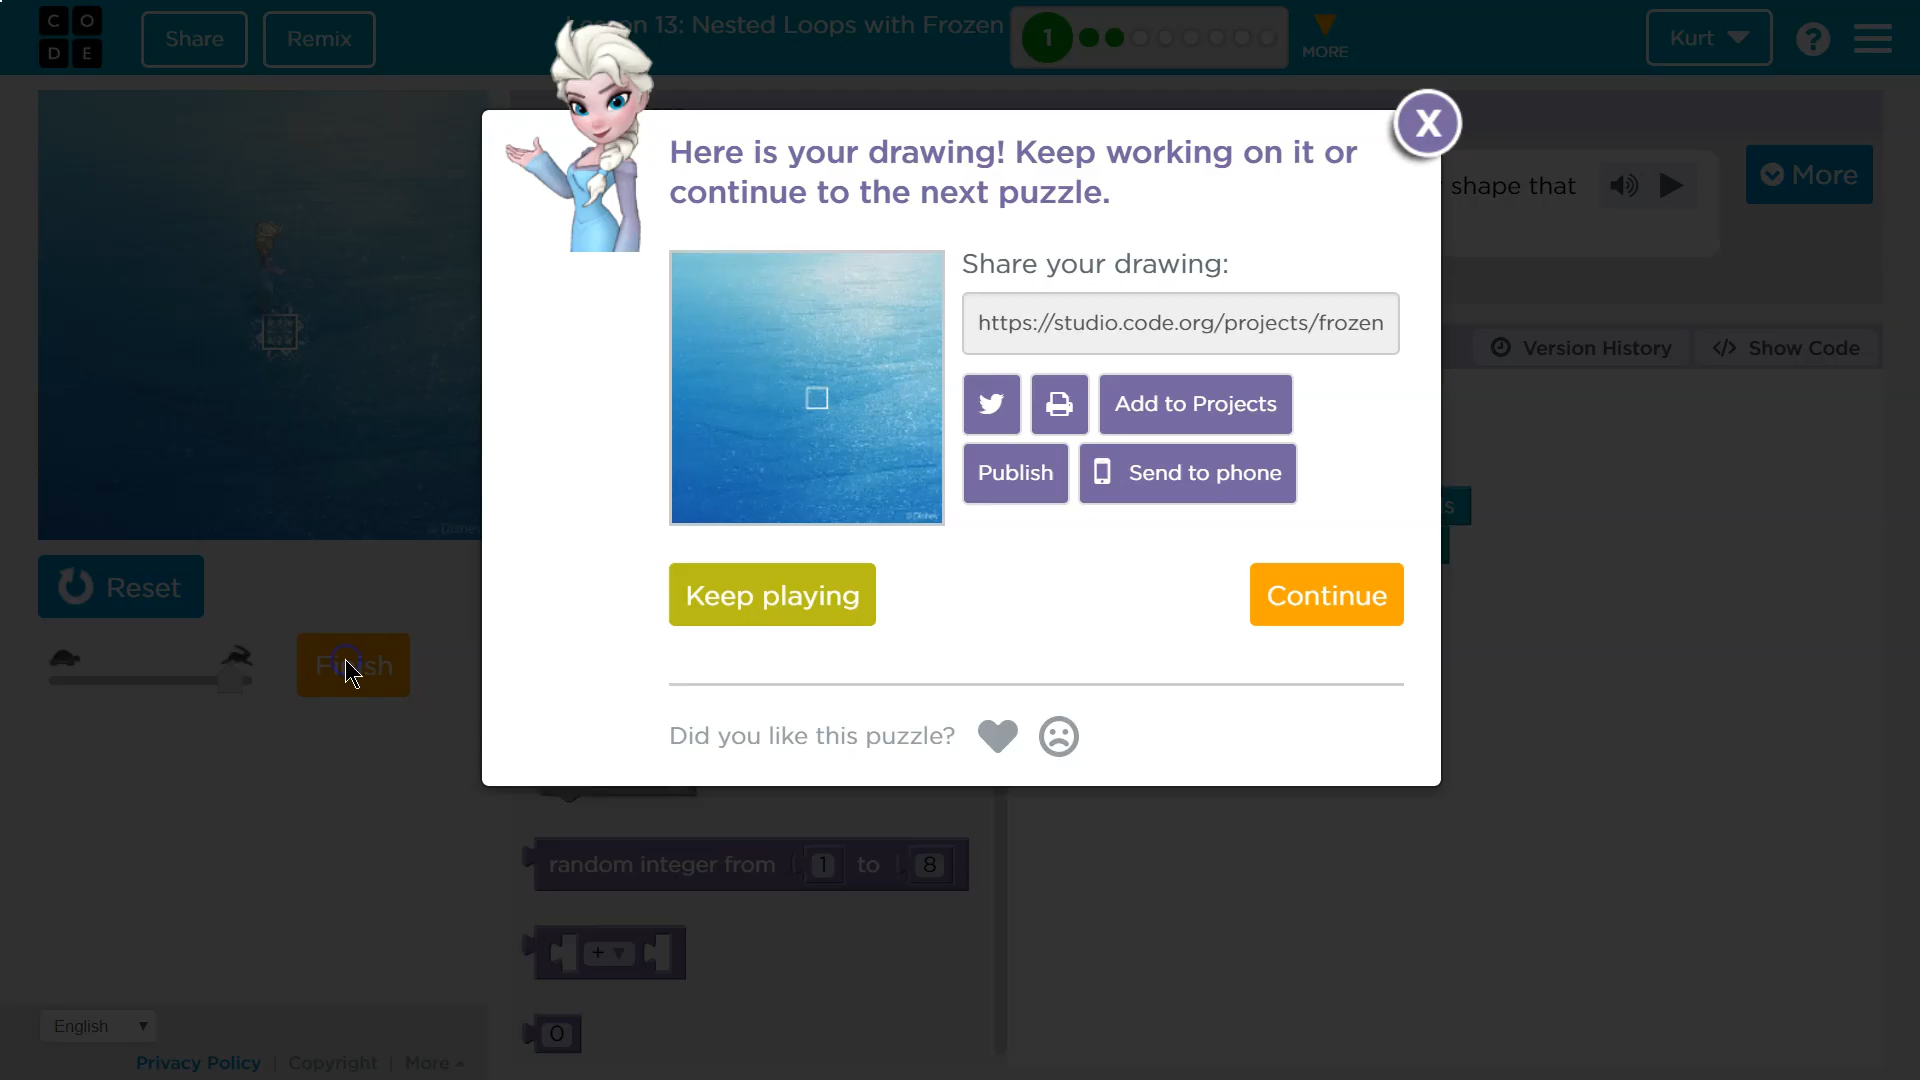 C O
D E
Share
Remix
Lesson 13: Nested Loops with Frozen
1
MORE
Kurt
?
Here is your drawing! Keep working on it or
continue to the next puzzle.
X
shape that
More
Share your drawing:
https://studio.code.org/projects/frozen
Version History
</> Show Code
Add to Projects
Publish
Send to phone
© Disney
© Disney
Reset
Keep playing
Continue
Finish
Did you like this puzzle?
random integer from 1 to 8
+
0
English
Privacy Policy | Copyright | More